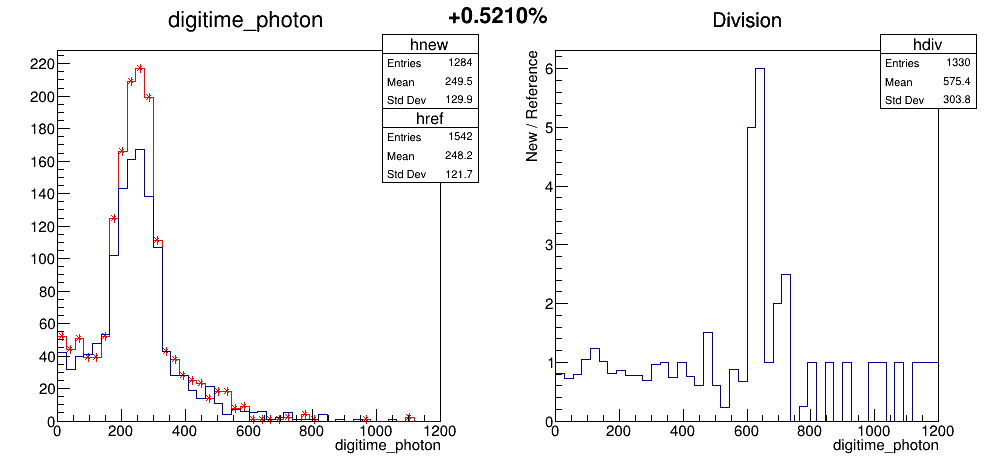 +0.5210%
digitime_photon
hnew
Entries 1284
Mean 249.5
Std Dev 129.9
href
Entries 1542
Mean 248.2
Std Dev 121.7
220
200
180
160
140
120
100
80
60
40
20
0
0 200 400 600 800 1000 1200
digitime_photon
Division
hdiv
Entries 1330
Mean 575.4
Std Dev 303.8
New / Reference
6
5
4
3
2
1
0
0 200 400 600 800 1000 1200
digitime_photon